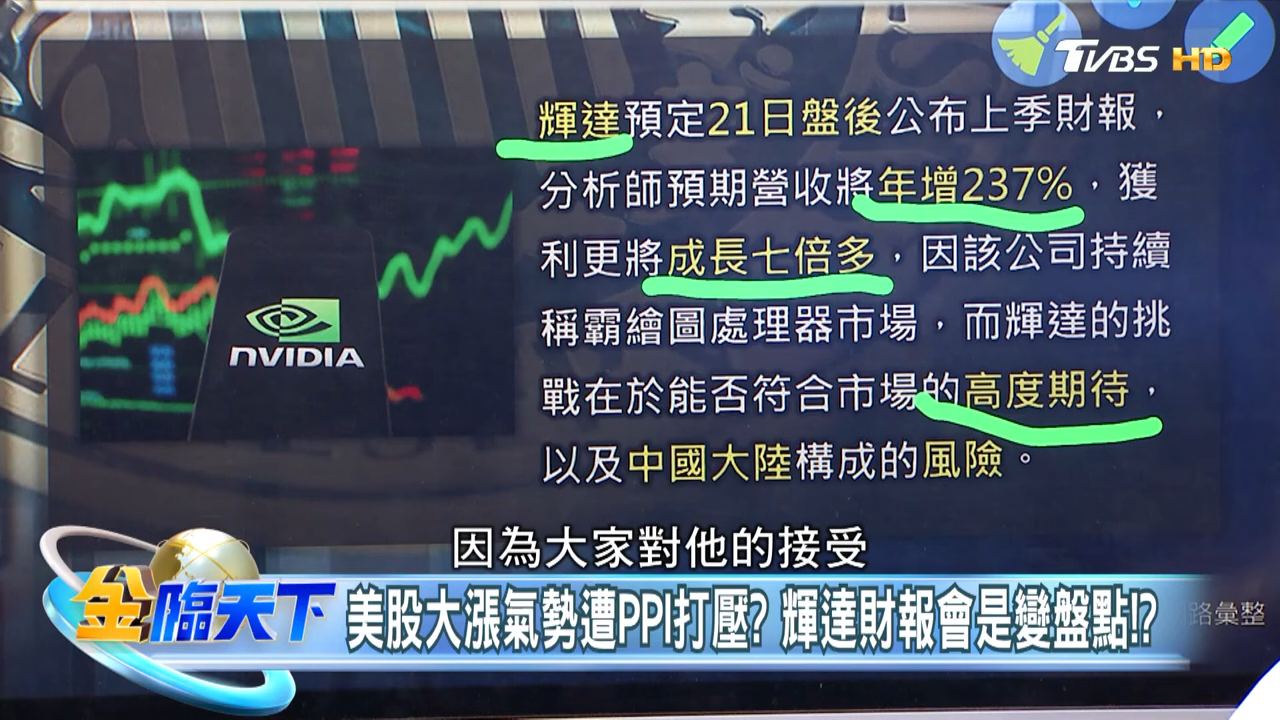 TVBS HD
輝達預定21日盤後公布上季財報，
分析師預期營收將年增237%，獲
利更將成長七倍多，因該公司持續
稱霸繪圖處理器市場，而輝達的挑
戰在於能否符合市場的高度期待，
以及中國大陸構成的風險。
NVIDIA
因為大家對他的接受
金臨天下
美股大漲氣勢遭PPI打壓? 輝達財報會是變盤點!?
路彙整